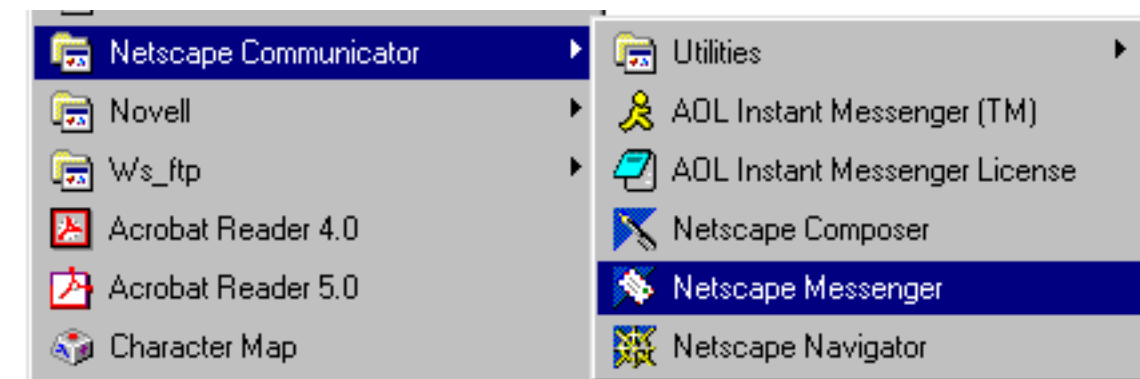 Netscape Communicator
Novell
Ws_ftp
Acrobat Reader 4.0
Acrobat Reader 5.0
Character Map
Utilities
AOL Instant Messenger (TM)
AOL Instant Messenger License
Netscape Composer
Netscape Messenger
Netscape Navigator